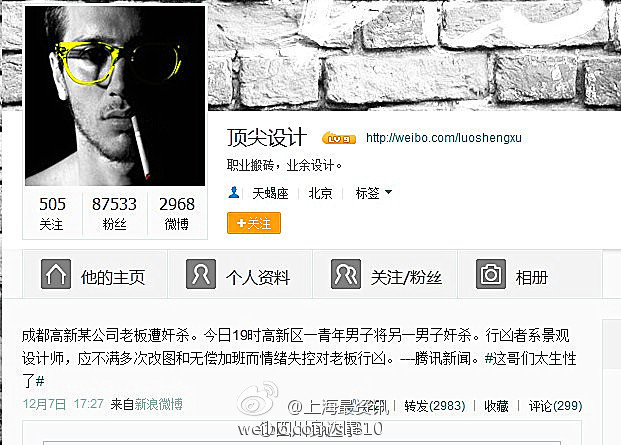 顶尖设计
LV 9
http://weibo.com/luoshengxu
职业搬砖，业余设计。
天蝎座
北京
标签
505
87533
2968
关注
粉丝
微博
+关注
他的主页
个人资料
关注/粉丝
相册
成都高新某公司老板遭奸杀。今日19时高新区一青年男子将另一男子奸杀。行凶者系景观
设计师，应不满多次改图和无偿加班而情绪失控对老板行凶。---腾讯新闻。#这哥们太生性
了#
12月7日 17:27 来自新浪微博
转发(2983)
收藏
评论(299)
@上海最资讯